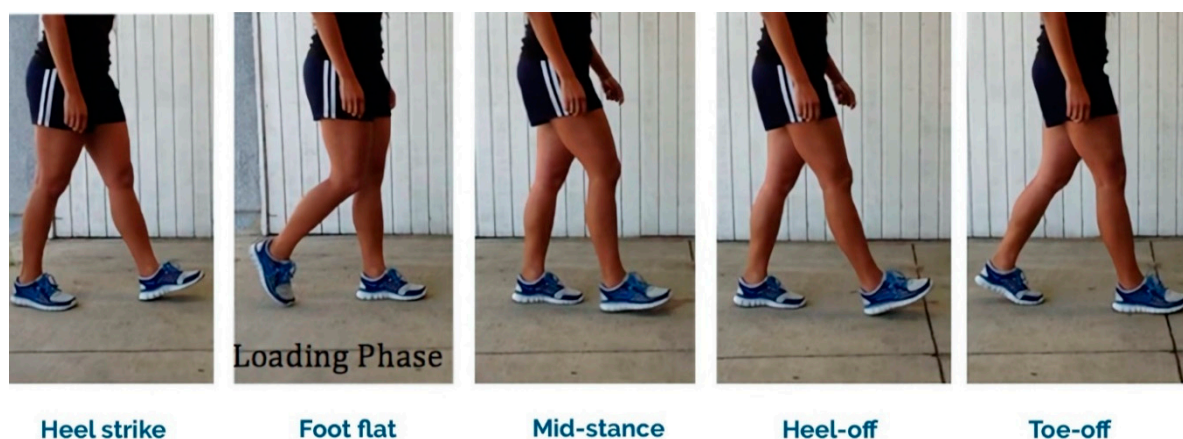 Loading Phase
Heel strike
Foot flat
Mid-stance
Heel-off
Toe-off